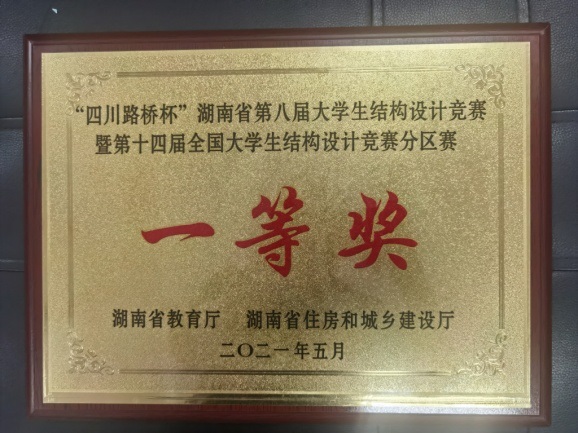 “四川路桥杯”湖南省第八届大学生结构设计竞赛
暨第十四届全国大学生结构设计竞赛分区赛
一等奖
湖南省教育厅 湖南省住房和城乡建设厅
二〇二一年五月